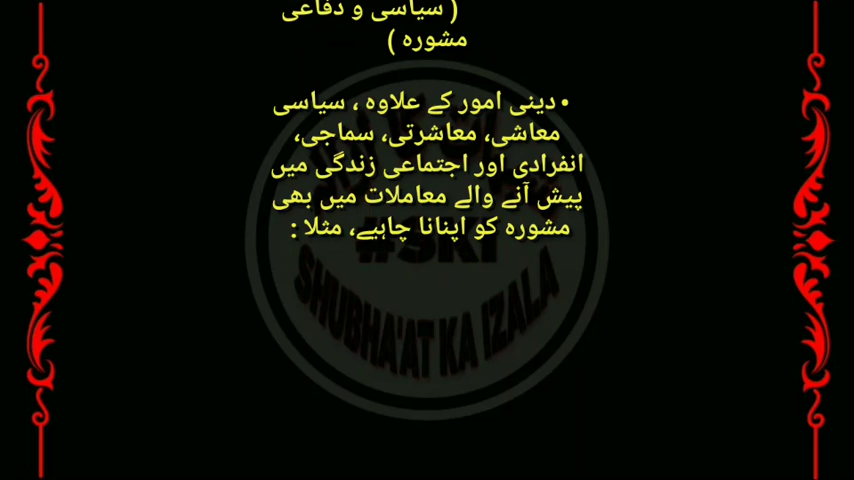 ( سیاسی و دفاعی
مشورہ )
• دینی امور کے علاوہ ، سیاسی
معاشی، معاشرتی، سماجی،
انفرادی اور اجتماعی زندگی میں
پیش آنے والے معاملات میں بھی
مشورہ کو اپنانا چاہیے، مثلا :
#SKI
SHUBHA'AT KA IZALA